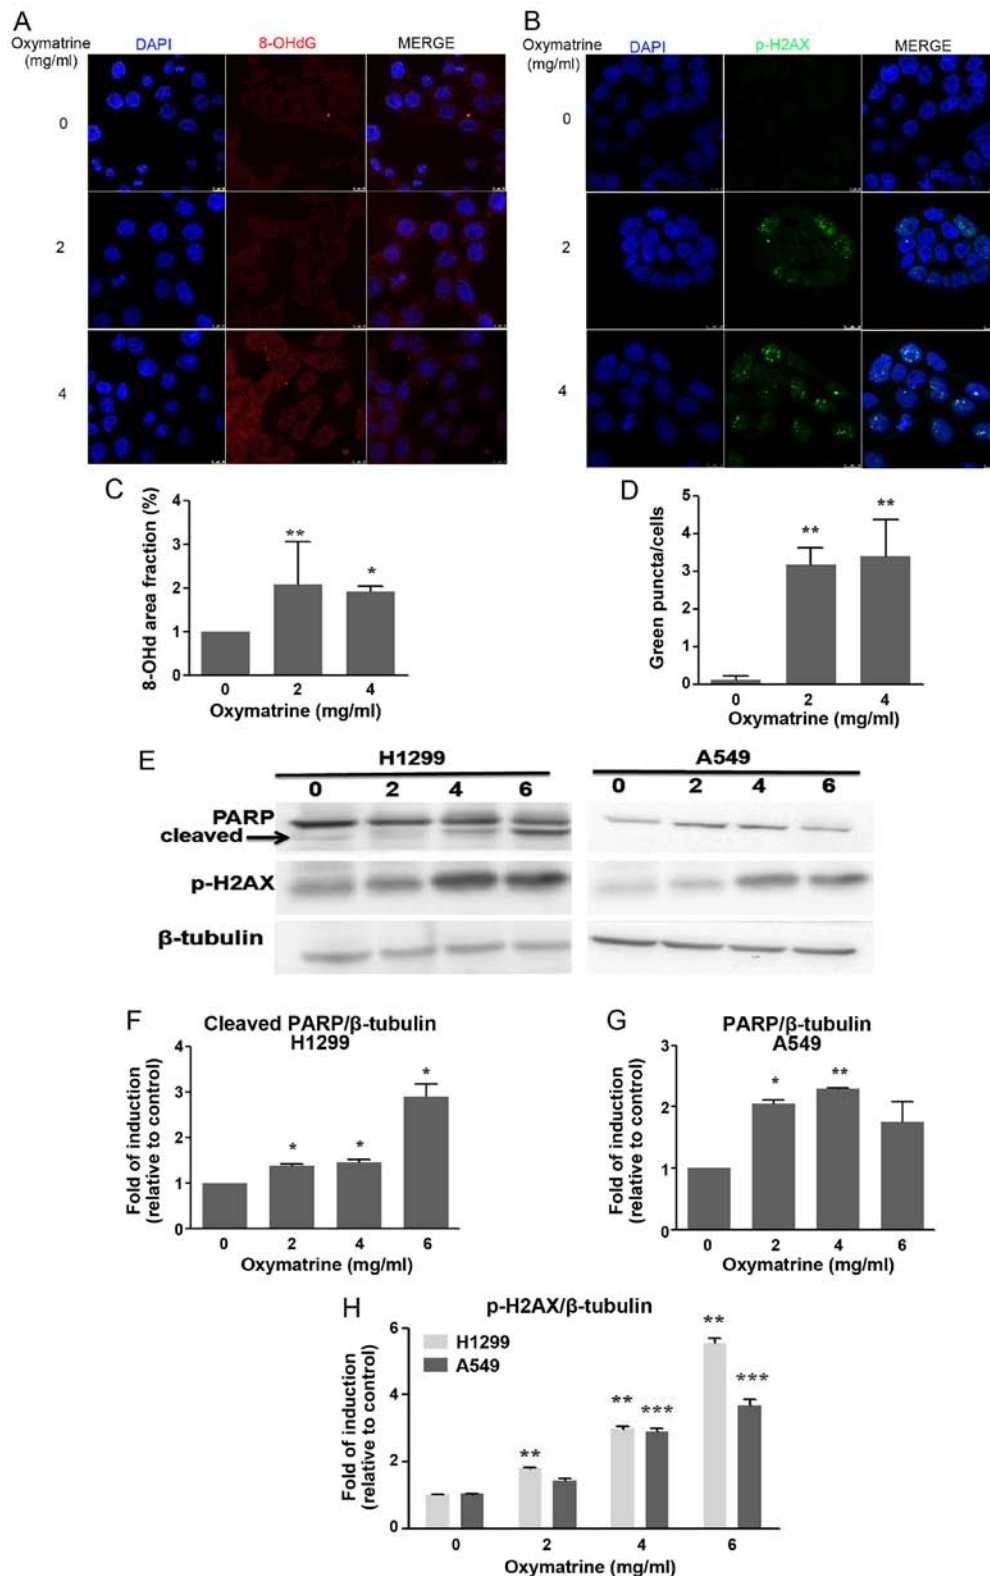 A
Oxymatrine (mg/ml)
DAPI
8-OHdG
MERGE
0
2
4
B
Oxymatrine (mg/ml)
DAPI
p-H2AX
MERGE
0
2
4
C
8-OHd area fraction (%)
4
3
2
1
0
**
*
0 2 4
Oxymatrine (mg/ml)
D
Green puncta/cells
5
4
3
2
1
0
**
**
0 2 4
Oxymatrine (mg/ml)
E
H1299
0 2 4 6
A549
0 2 4 6
PARP
cleaved
p-H2AX
β-tubulin
F
Cleaved PARP/β-tubulin
H1299
Fold of induction
(relative to control)
4
3
2
1
0
*
*
*
0 2 4 6
Oxymatrine (mg/ml)
G
PARP/β-tubulin
A549
Fold of induction
(relative to control)
3
2
1
0
*
**
0 2 4 6
Oxymatrine (mg/ml)
H
p-H2AX/β-tubulin
Fold of induction
(relative to control)
6
4
2
0
H1299
A549
**
**
***
**
***
0 2 4 6
Oxymatrine (mg/ml)